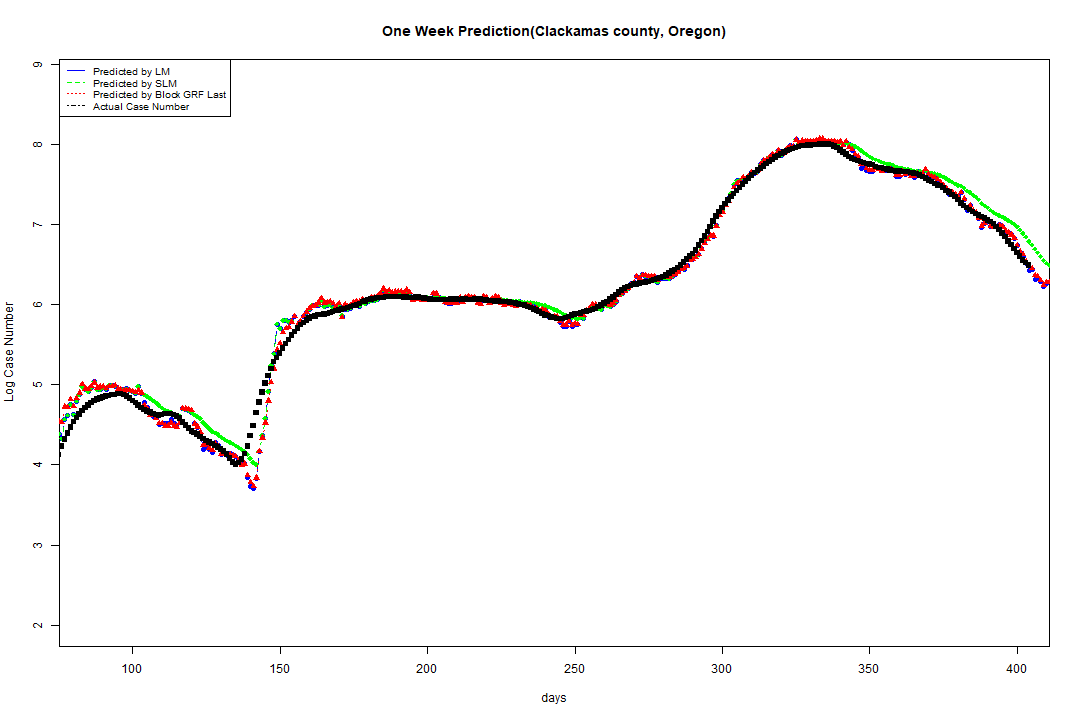 One Week Prediction(Clackamas county, Oregon)
Predicted by LM
Predicted by SLM
Predicted by Block GRF Last
Actual Case Number
9
8
7
6
5
4
3
2
Log Case Number
100 150 200 250 300 350 400
days